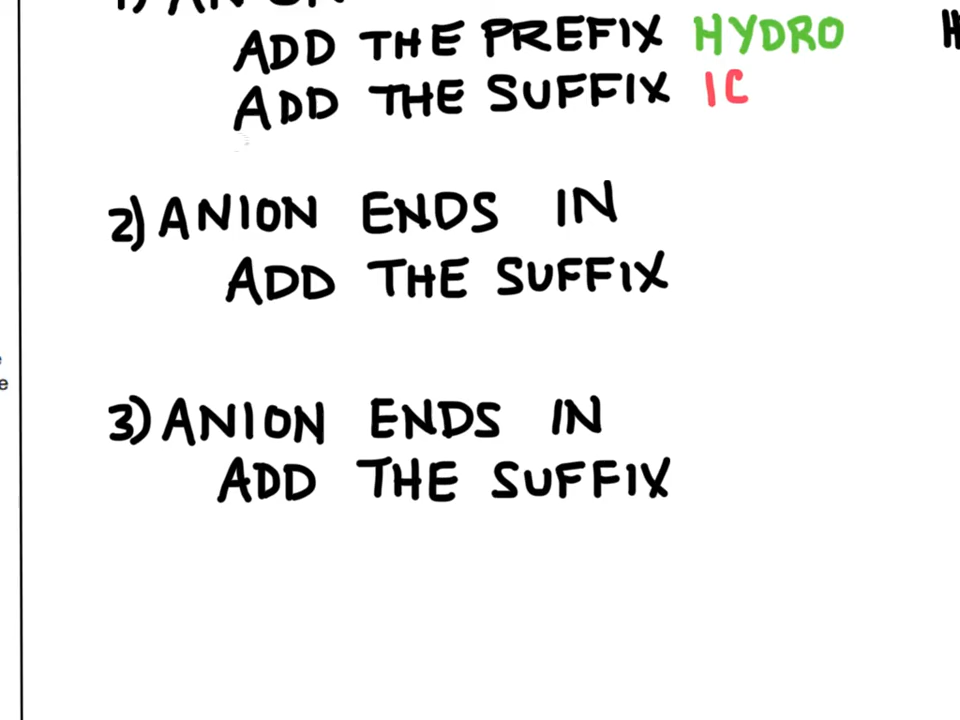 ADD THE PREFIX HYDRO
ADD THE SUFFIX IC
2) ANION ENDS IN
ADD THE SUFFIX
3) ANION ENDS IN
ADD THE SUFFIX